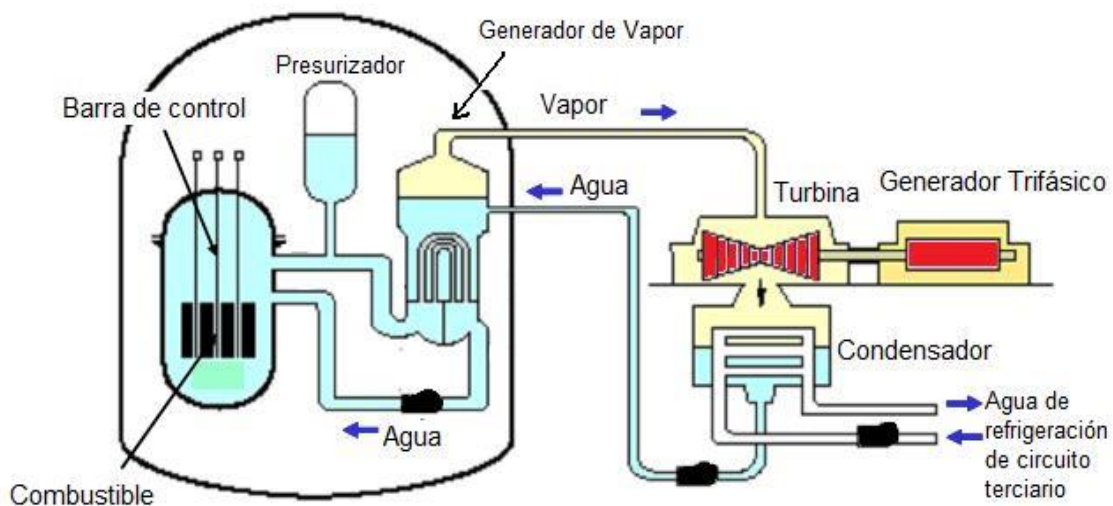 Generador de Vapor
Presurizador
Barra de control
Vapor
Agua
Turbina
Generador Trifásico
Condensador
Agua de
refrigeración
de circuito
terciario
Agua
Combustible